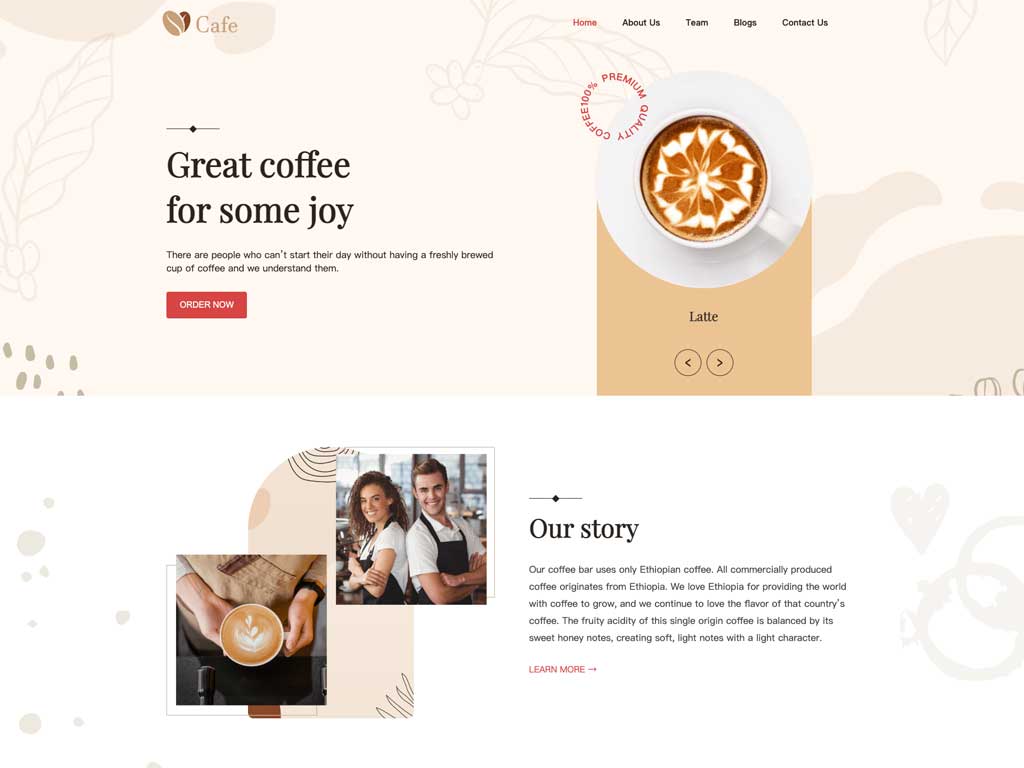 Cafe
Home
About Us
Team
Blogs
Contact Us
100% PREMIUM QUALITY COFFEE
Great coffee
for some joy
There are people who can't start their day without having a freshly brewed
cup of coffee and we understand them.
ORDER NOW
Latte
<
>
Our story
Our coffee bar uses only Ethiopian coffee. All commercially produced
coffee originates from Ethiopia. We love Ethiopia for providing the world
with coffee to grow, and we continue to love the flavor of that country's
coffee. The fruity acidity of this single origin coffee is balanced by its
sweet honey notes, creating soft, light notes with a light character.
LEARN MORE →